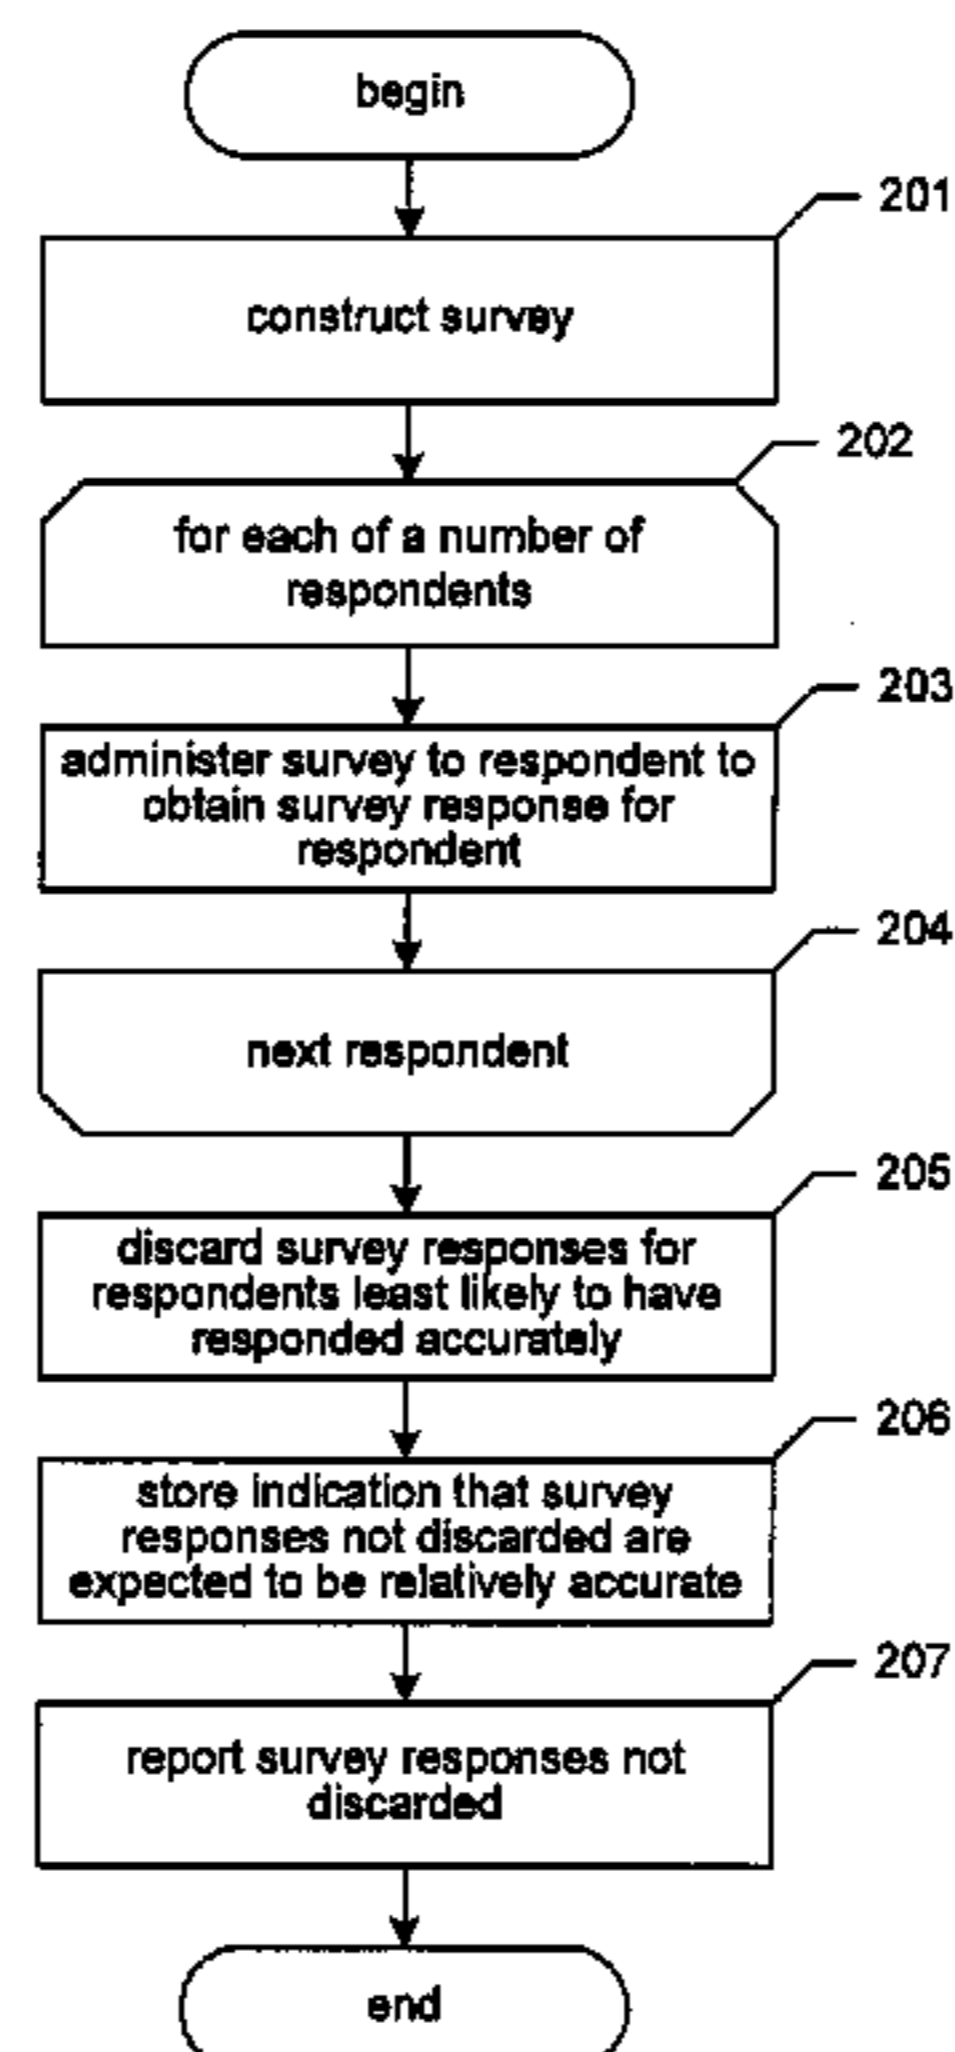 begin
201
construct survey
202
for each of a number of
respondents
203
administer survey to respondent to
obtain survey response for
respondent
204
next respondent
205
discard survey responses for
respondents least likely to have
responded accurately
206
store indication that survey
responses not discarded are
expected to be relatively accurate
207
report survey responses not
discarded
end